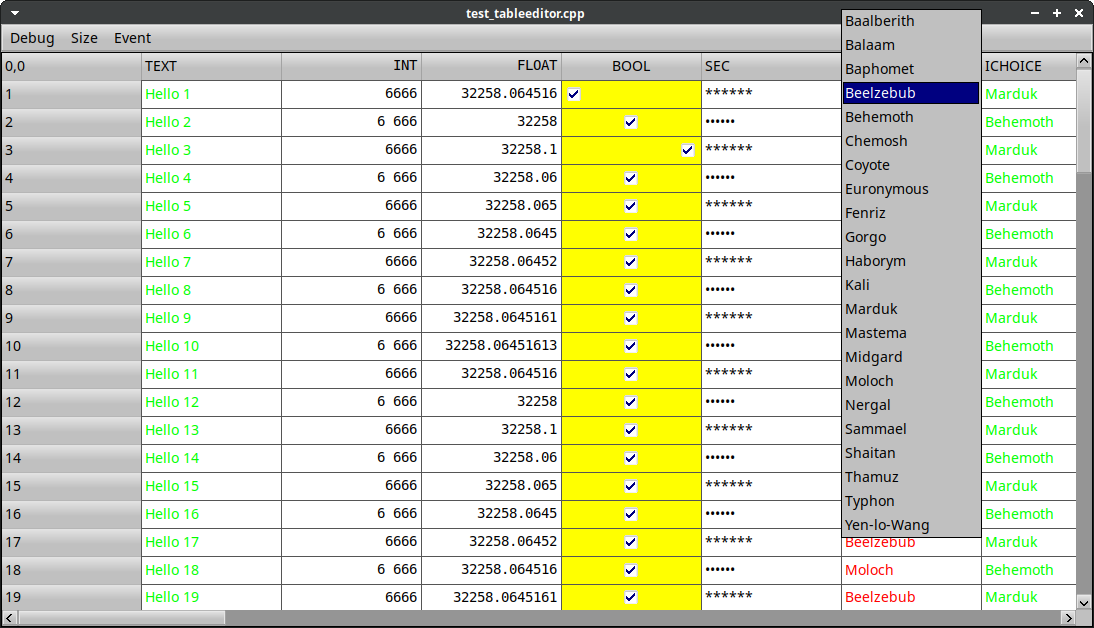 test_tableeditor.cpp
Debug Size Event
0,0 TEXT INT FLOAT BOOL SEC ICHOICE
1 Hello 1 6666 32258.064516 ****** Marduk
2 Hello 2 6 666 32258 •••••• Behemoth
3 Hello 3 6666 32258.1 ****** Marduk
4 Hello 4 6 666 32258.06 •••••• Behemoth
5 Hello 5 6666 32258.065 ****** Marduk
6 Hello 6 6 666 32258.0645 •••••• Behemoth
7 Hello 7 6666 32258.06452 ****** Marduk
8 Hello 8 6 666 32258.064516 •••••• Behemoth
9 Hello 9 6666 32258.0645161 ****** Marduk
10 Hello 10 6 666 32258.06451613 •••••• Behemoth
11 Hello 11 6666 32258.064516 ****** Marduk
12 Hello 12 6 666 32258 •••••• Behemoth
13 Hello 13 6666 32258.1 ****** Marduk
14 Hello 14 6 666 32258.06 •••••• Behemoth
15 Hello 15 6666 32258.065 ****** Marduk
16 Hello 16 6 666 32258.0645 •••••• Behemoth
17 Hello 17 6666 32258.06452 ****** Beelzebub Marduk
18 Hello 18 6 666 32258.064516 •••••• Moloch Behemoth
19 Hello 19 6666 32258.0645161 ****** Beelzebub Marduk
Baalberith
Balaam
Baphomet
Beelzebub
Behemoth
Chemosh
Coyote
Euronymous
Fenriz
Gorgo
Haborym
Kali
Marduk
Mastema
Midgard
Moloch
Nergal
Sammael
Shaitan
Thamuz
Typhon
Yen-lo-Wang